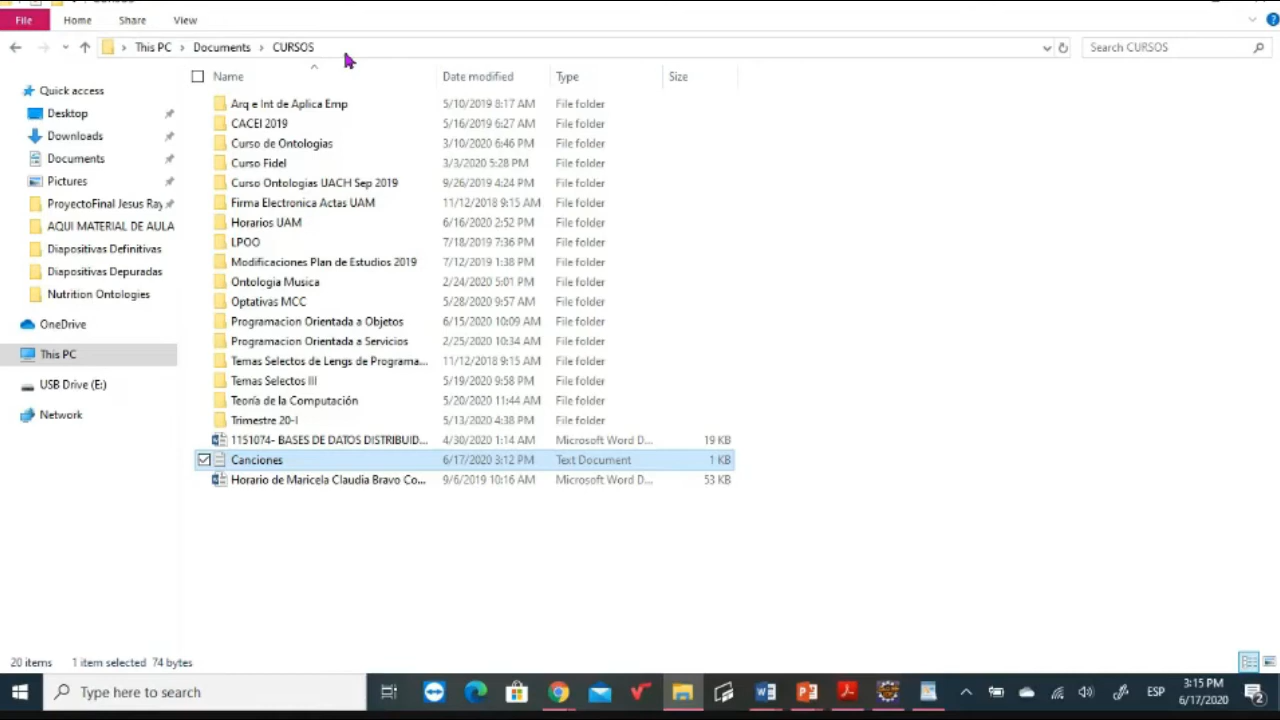 File Home Share View
This PC > Documents > CURSOS Search CURSOS
Name Date modified Type Size
Quick access
Desktop
Downloads
Documents
Pictures
ProyectoFinal Jesus Ray
AQUI MATERIAL DE AULA
Diapositivas Definitivas
Diapositivas Depuradas
Nutrition Ontologies
OneDrive
This PC
USB Drive (E:)
Network
Arq e Int de Aplica Emp 5/10/2019 8:17 AM File folder
CACEI 2019 5/16/2019 6:27 AM File folder
Curso de Ontologias 3/10/2020 6:46 PM File folder
Curso Fidel 3/3/2020 5:28 PM File folder
Curso Ontologias UACH Sep 2019 9/26/2019 4:24 PM File folder
Firma Electronica Actas UAM 11/12/2018 9:15 AM File folder
Horarios UAM 6/16/2020 2:52 PM File folder
LPOO 7/18/2019 7:36 PM File folder
Modificaciones Plan de Estudios 2019 7/12/2019 1:38 PM File folder
Ontologia Musica 2/24/2020 5:01 PM File folder
Optativas MCC 5/28/2020 9:57 AM File folder
Programacion Orientada a Objetos 6/15/2020 10:09 AM File folder
Programacion Orientada a Servicios 2/25/2020 10:34 AM File folder
Temas Selectos de Lengs de Programa... 11/12/2018 9:15 AM File folder
Temas Selectos III 5/19/2020 9:58 PM File folder
Teoría de la Computación 5/20/2020 11:44 AM File folder
Trimestre 20-I 5/13/2020 4:38 PM File folder
1151074- BASES DE DATOS DISTRIBUID... 4/30/2020 1:14 AM Microsoft Word D... 19 KB
Canciones 6/17/2020 3:12 PM Text Document 1 KB
Horario de Maricela Claudia Bravo Co... 9/6/2019 10:16 AM Microsoft Word D... 53 KB
20 items 1 item selected 74 bytes
Type here to search
ESP
3:15 PM
6/17/2020
2